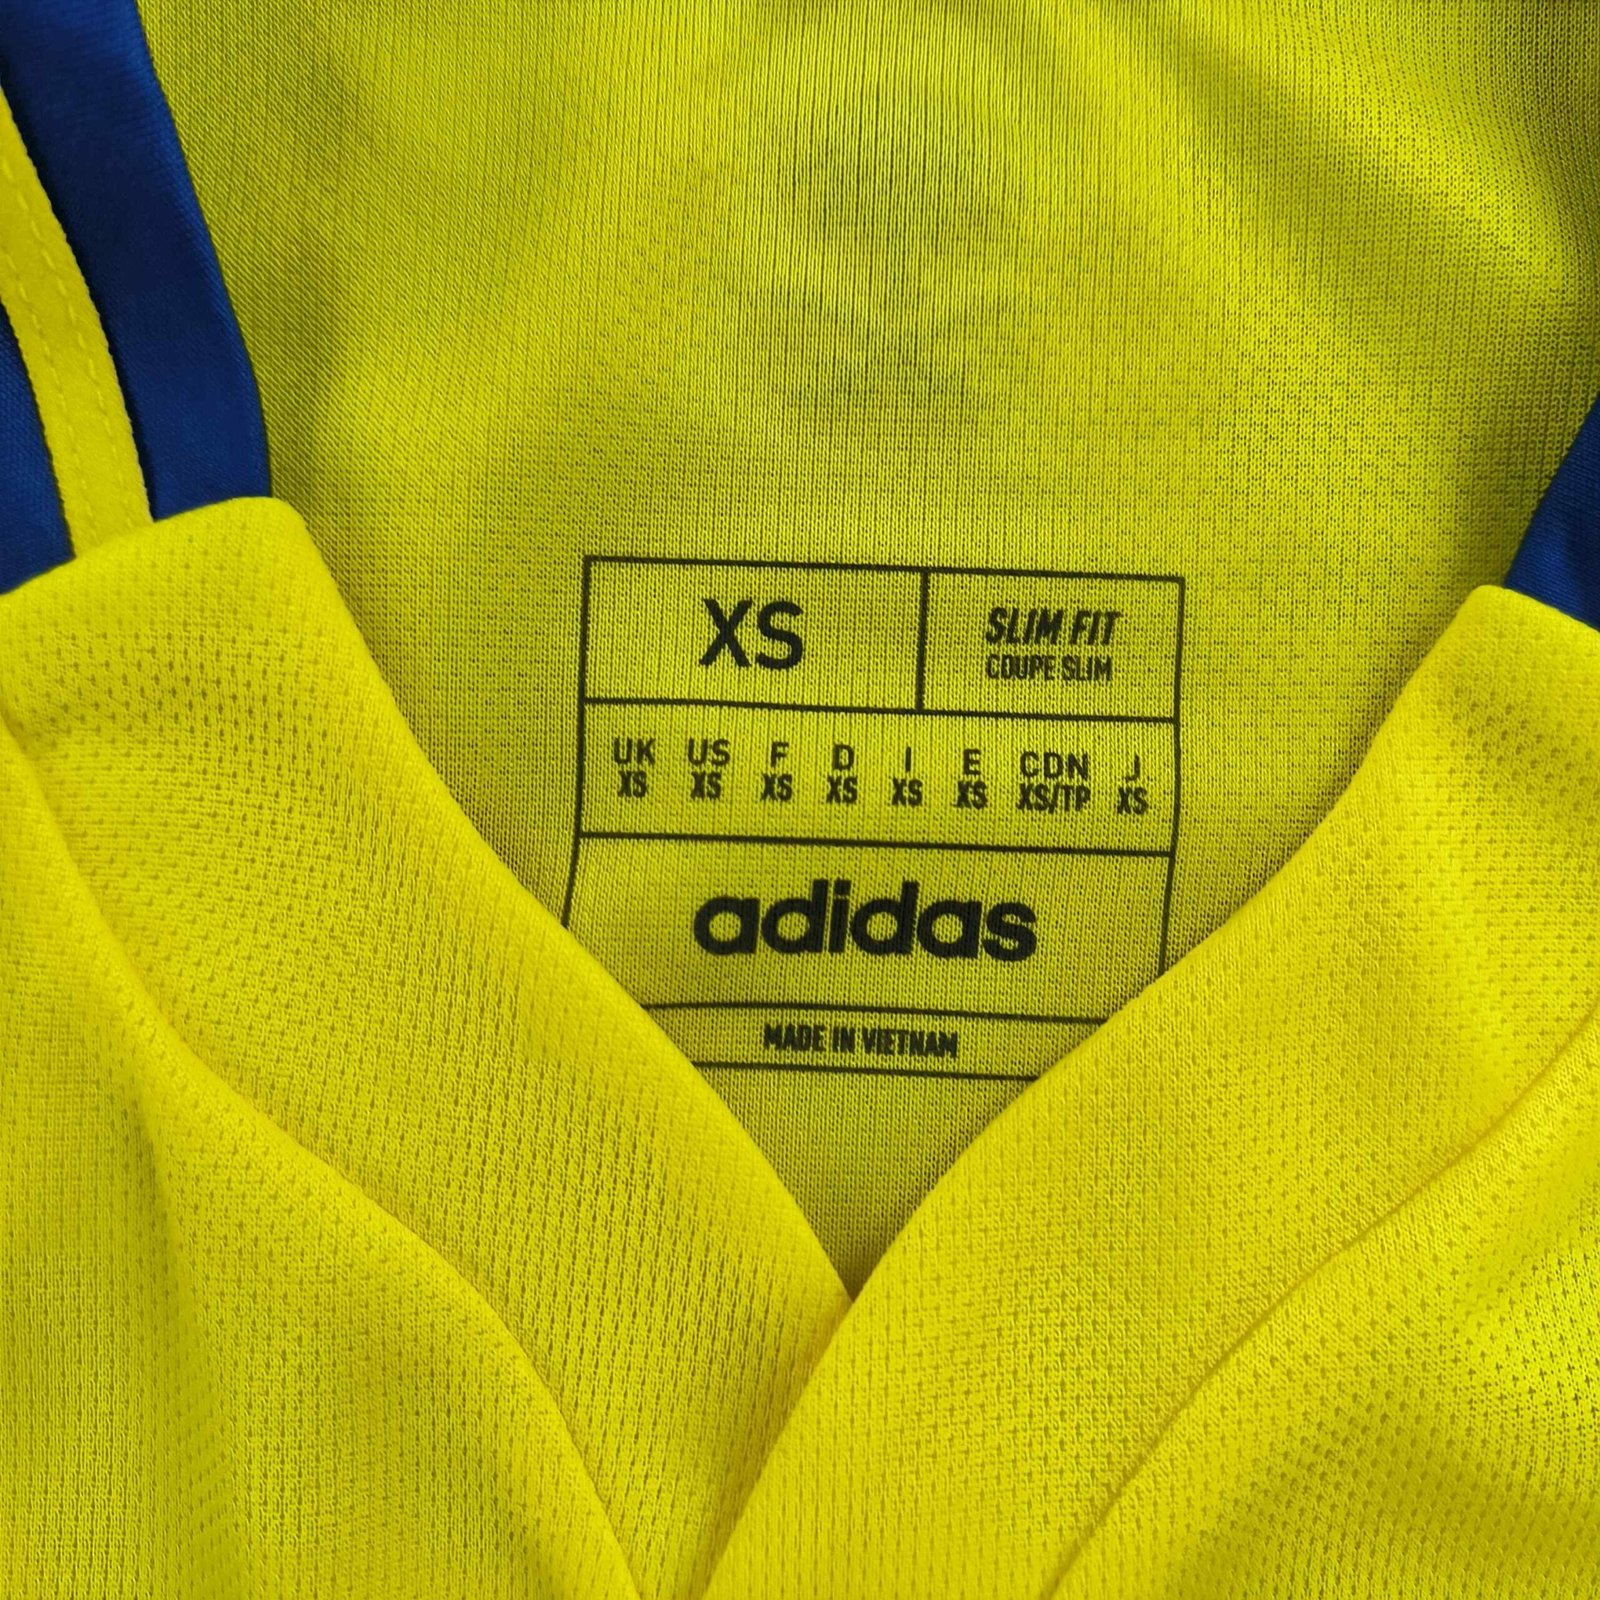 XS
SLIM FIT
COUPE SLIM
UK US F D I E CDN J
XS XS XS XS XS XS XS/TP XS
adidas
MADE IN VIETNAM